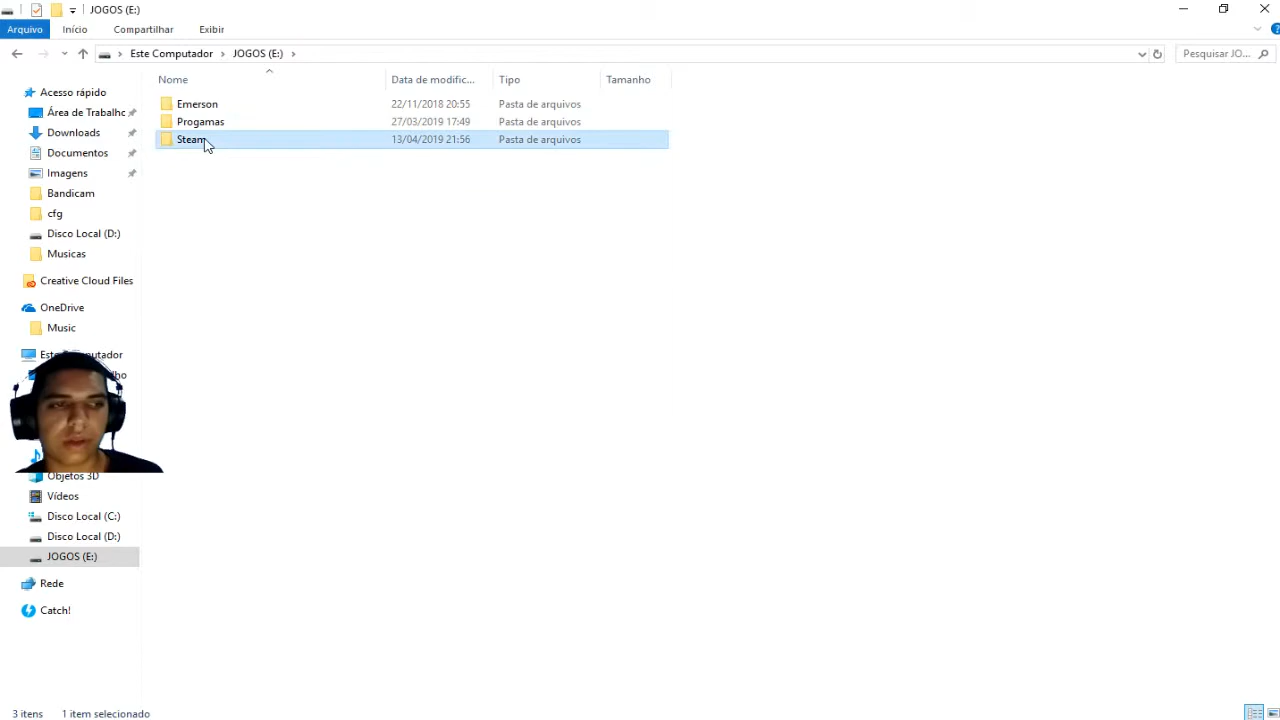 JOGOS (E:)
Arquivo Início Compartilhar Exibir
Este Computador JOGOS (E:) Pesquisar JO...
Nome Data de modific... Tipo Tamanho
Emerson 22/11/2018 20:55 Pasta de arquivos
Progamas 27/03/2019 17:49 Pasta de arquivos
Steam 13/04/2019 21:56 Pasta de arquivos
Acesso rápido
Área de Trabalhc
Downloads
Documentos
Imagens
Bandicam
cfg
Disco Local (D:)
Musicas
Creative Cloud Files
OneDrive
Music
Objetos 3D
Vídeos
Disco Local (C:)
Disco Local (D:)
JOGOS (E:)
Rede
Catch!
3 itens 1 item selecionado